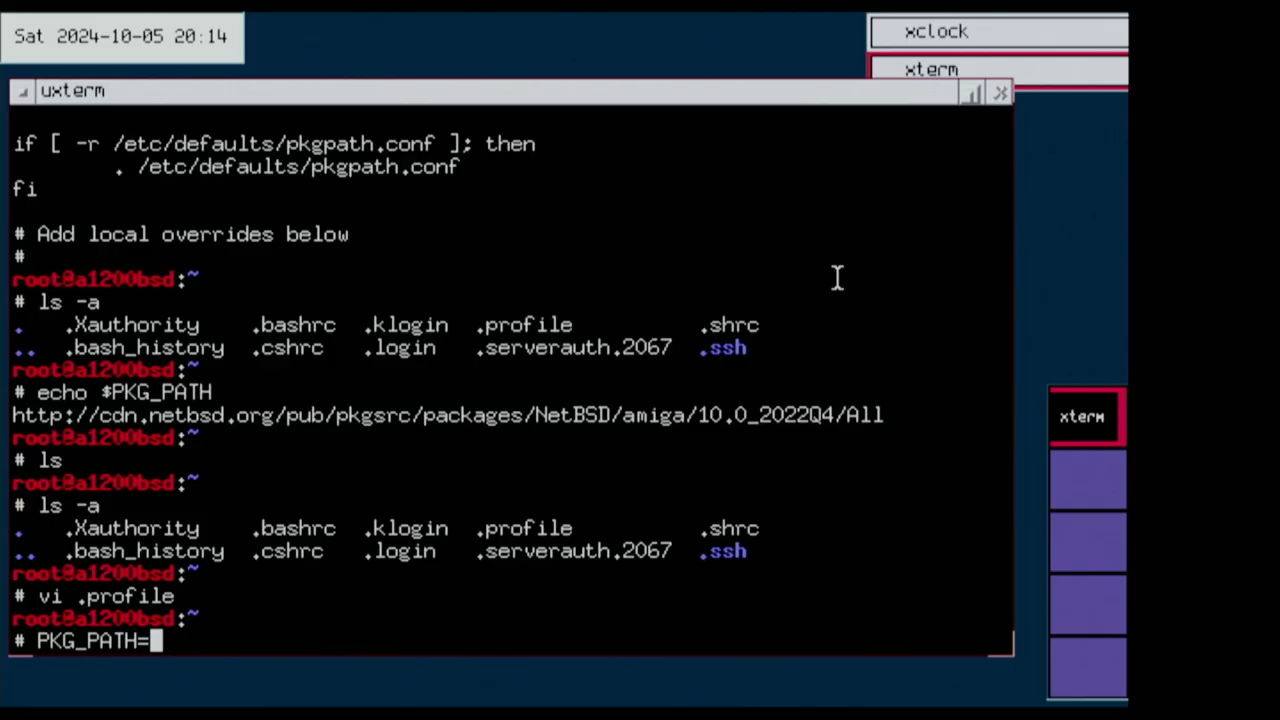 Sat 2024-10-05 20:14
xclock
xterm
uxterm
if [ -r /etc/defaults/pkgpath.conf ]; then
. /etc/defaults/pkgpath.conf
fi
# Add local overrides below
#
root@a1200bsd:~
# ls -a
. .Xauthority .bashrc .klogin .profile .shrc
.. .bash_history .cshrc .login .serverauth.2067 .ssh
root@a1200bsd:~
# echo $PKG_PATH
http://cdn.netbsd.org/pub/pkgsrc/packages/NetBSD/amiga/10.0_2022Q4/All
root@a1200bsd:~
# ls
root@a1200bsd:~
# ls -a
. .Xauthority .bashrc .klogin .profile .shrc
.. .bash_history .cshrc .login .serverauth.2067 .ssh
root@a1200bsd:~
# vi .profile
root@a1200bsd:~
# PKG_PATH=
xterm